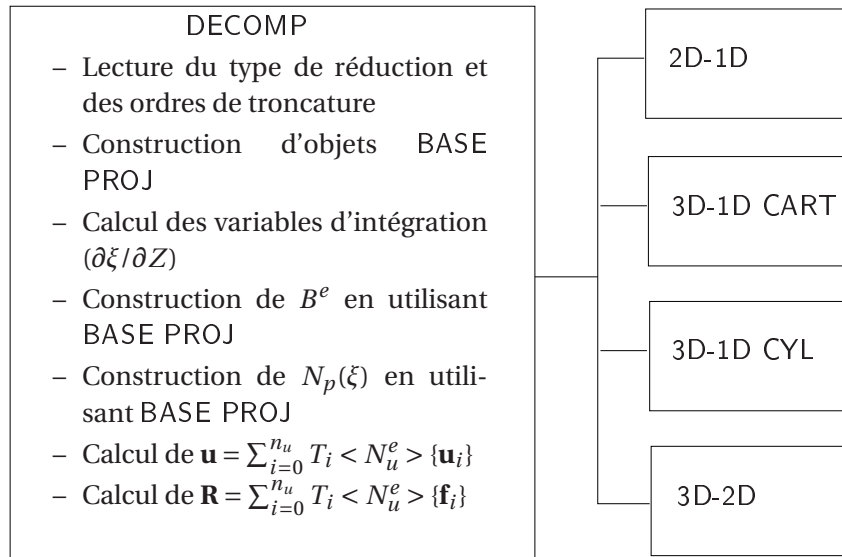 DECOMP
– Lecture du type de réduction et
des ordres de troncature
– Construction d'objets BASE
PROJ
– Calcul des variables d'intégration
(∂ξ/∂Z)
– Construction de Bᵉ en utilisant
BASE PROJ
– Construction de Nₚ(ξ) en utili-
sant BASE PROJ
– Calcul de u = ∑_{i=0}^{n_u} T_i < N_u^e > {u_i}
– Calcul de R = ∑_{i=0}^{n_u} T_i < N_u^e > {f_i}
2D-1D
3D-1D CART
3D-1D CYL
3D-2D